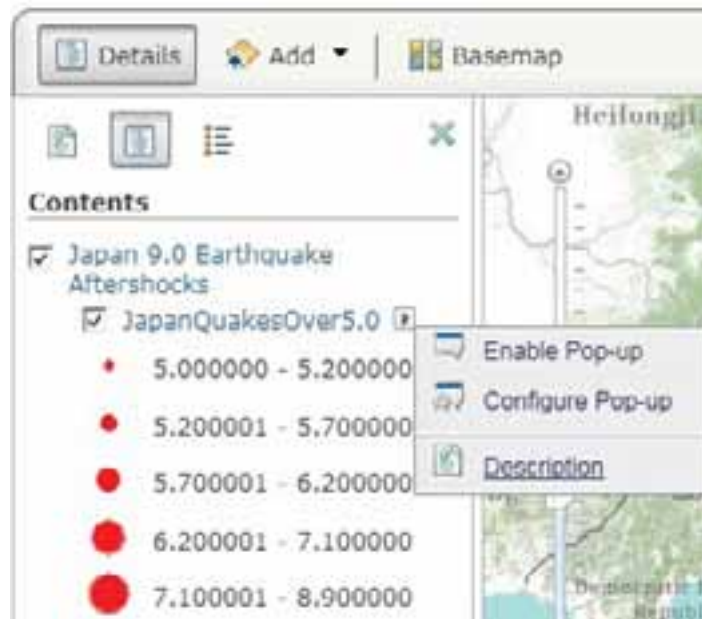 Details Add Basemap
Contents
Japan 9.0 Earthquake
Aftershocks
JapanQuakesOver5.0
Enable Pop-up
5.000000 - 5.200000
Configure Pop-up
5.200001 - 5.700000
Description
5.700001 - 6.200000
6.200001 - 7.100000
7.100001 - 8.900000
Democratic
Republ